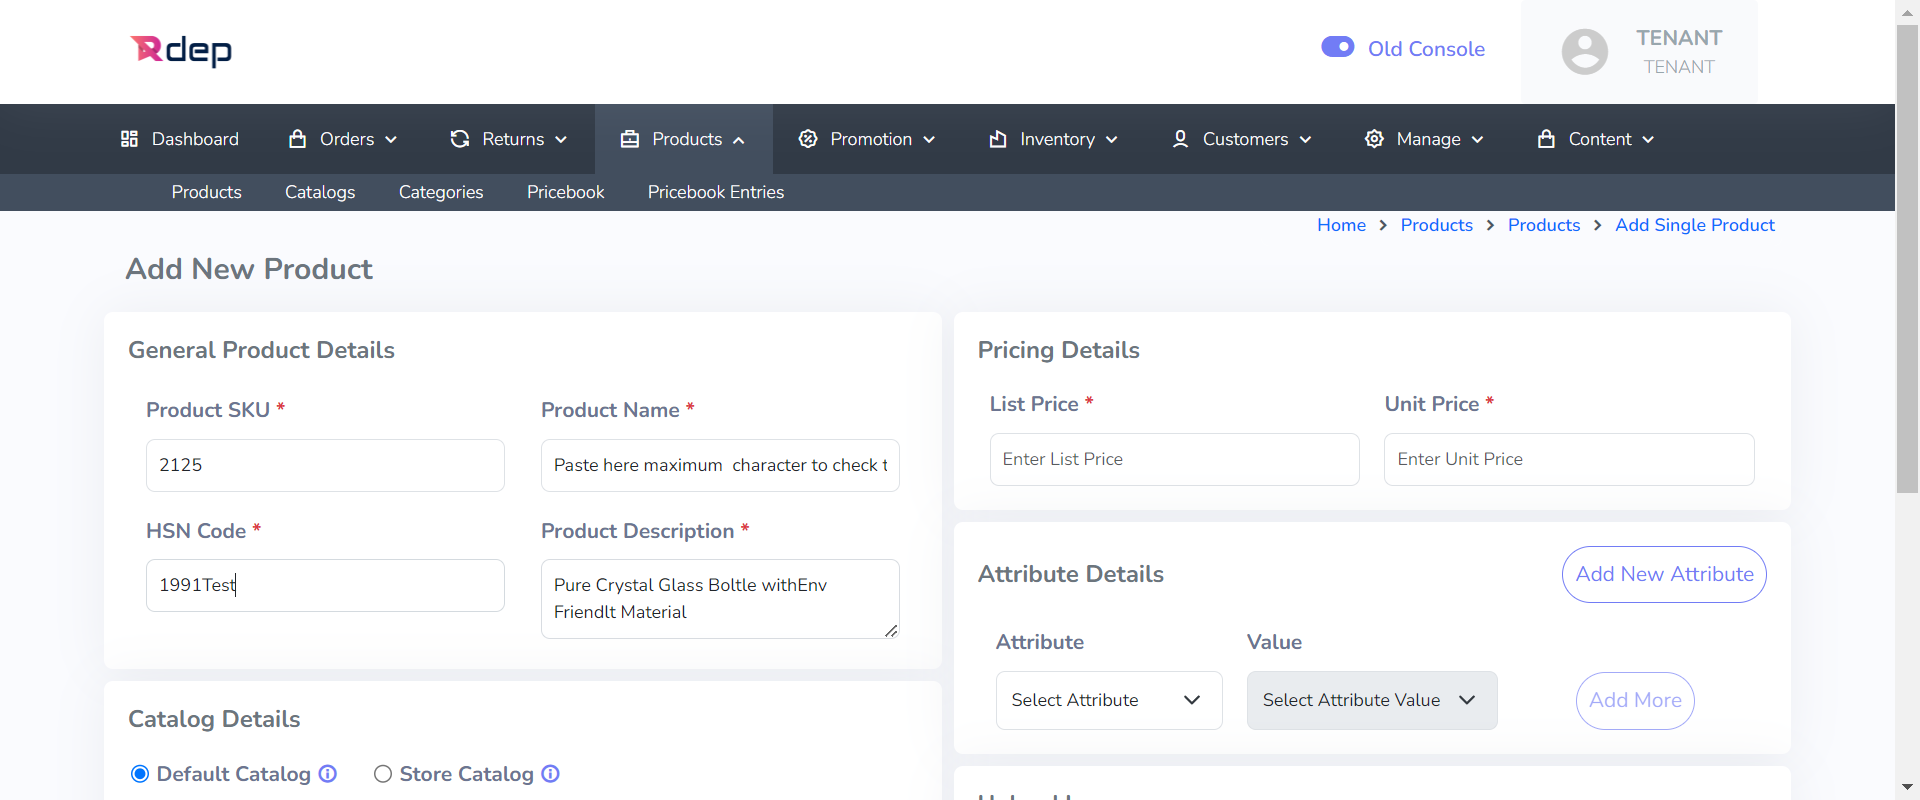 Rdep
Old Console
TENANT
TENANT
Dashboard Orders Returns Products Promotion Inventory Customers Manage Content
Products Catalogs Categories Pricebook Pricebook Entries
Home > Products > Products > Add Single Product
Add New Product
General Product Details
Product SKU *
2125
Product Name *
Paste here maximum  character to check t
HSN Code *
1991Test
Product Description *
Pure Crystal Glass Boltle withEnv
Friendlt Material
Catalog Details
Default Catalog
Store Catalog
Pricing Details
List Price *
Enter List Price
Unit Price *
Enter Unit Price
Attribute Details
Add New Attribute
Attribute
Select Attribute
Value
Select Attribute Value
Add More